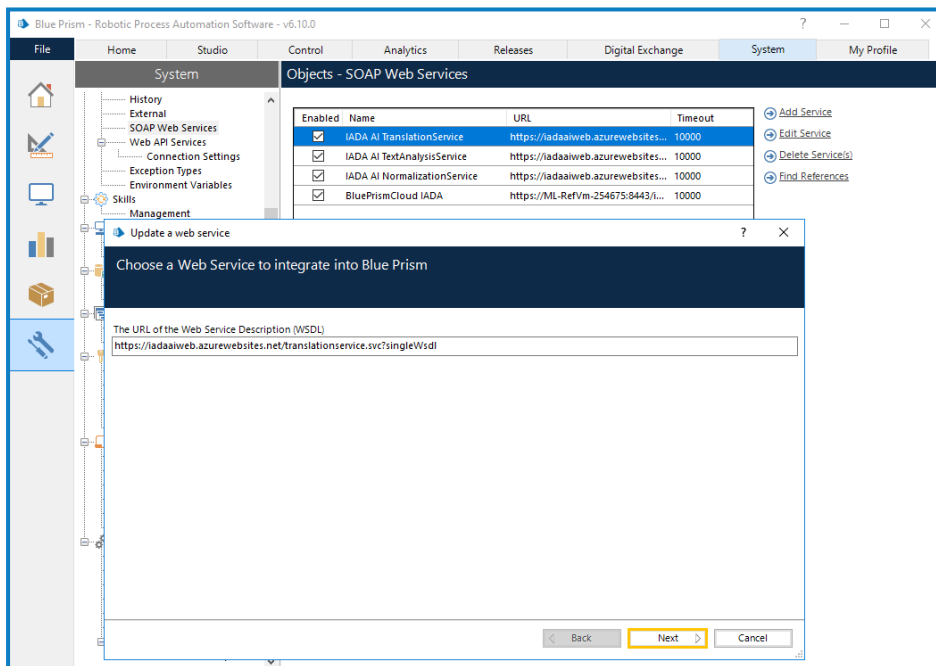 Blue Prism - Robotic Process Automation Software - v6.10.0
File Home Studio Control Analytics Releases Digital Exchange System My Profile
System
Objects - SOAP Web Services
History
External
SOAP Web Services
Web API Services
Connection Settings
Exception Types
Environment Variables
Skills
Management
Enabled Name URL Timeout
IADA AI TranslationService https://iadaaiweb.azurewebsites... 10000
IADA AI TextAnalysisService https://iadaaiweb.azurewebsites... 10000
IADA AI NormalizationService https://iadaaiweb.azurewebsites... 10000
BluePrismCloud IADA https://ML-RefVm-254675:8443/i... 10000
Add Service
Edit Service
Delete Service(s)
Find References
Update a web service
Choose a Web Service to integrate into Blue Prism
The URL of the Web Service Description (WSDL)
https://iadaaiweb.azurewebsites.net/translationservice.svc?singleWsdl
Back Next Cancel